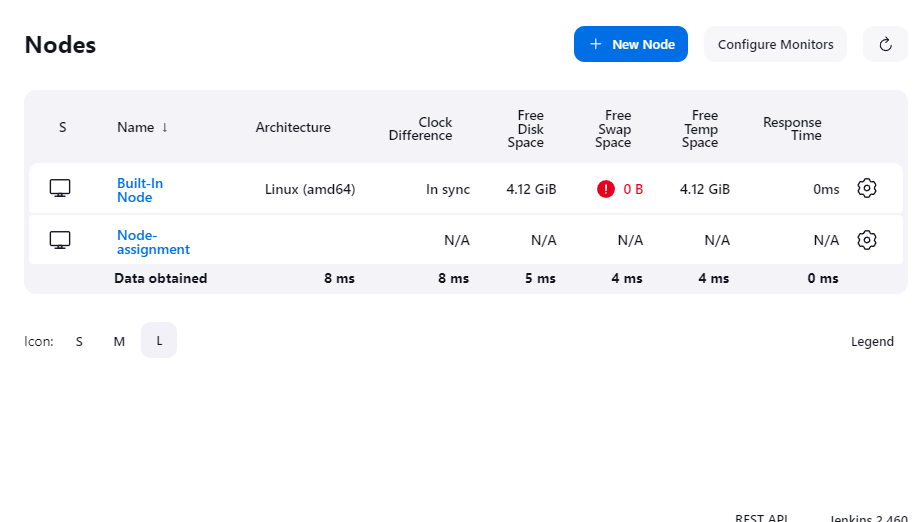 Nodes
+ New Node
Configure Monitors
S
Name ↓
Architecture
Clock
Difference
Free
Disk
Space
Free
Swap
Space
Free
Temp
Space
Response
Time
Built-In
Node
Linux (amd64)
In sync
4.12 GiB
! 0 B
4.12 GiB
0ms
Node-
assignment
N/A
N/A
N/A
N/A
N/A
Data obtained
8 ms
8 ms
5 ms
4 ms
4 ms
0 ms
Icon:
S
M
L
Legend
REST API
Jenkins 2.460